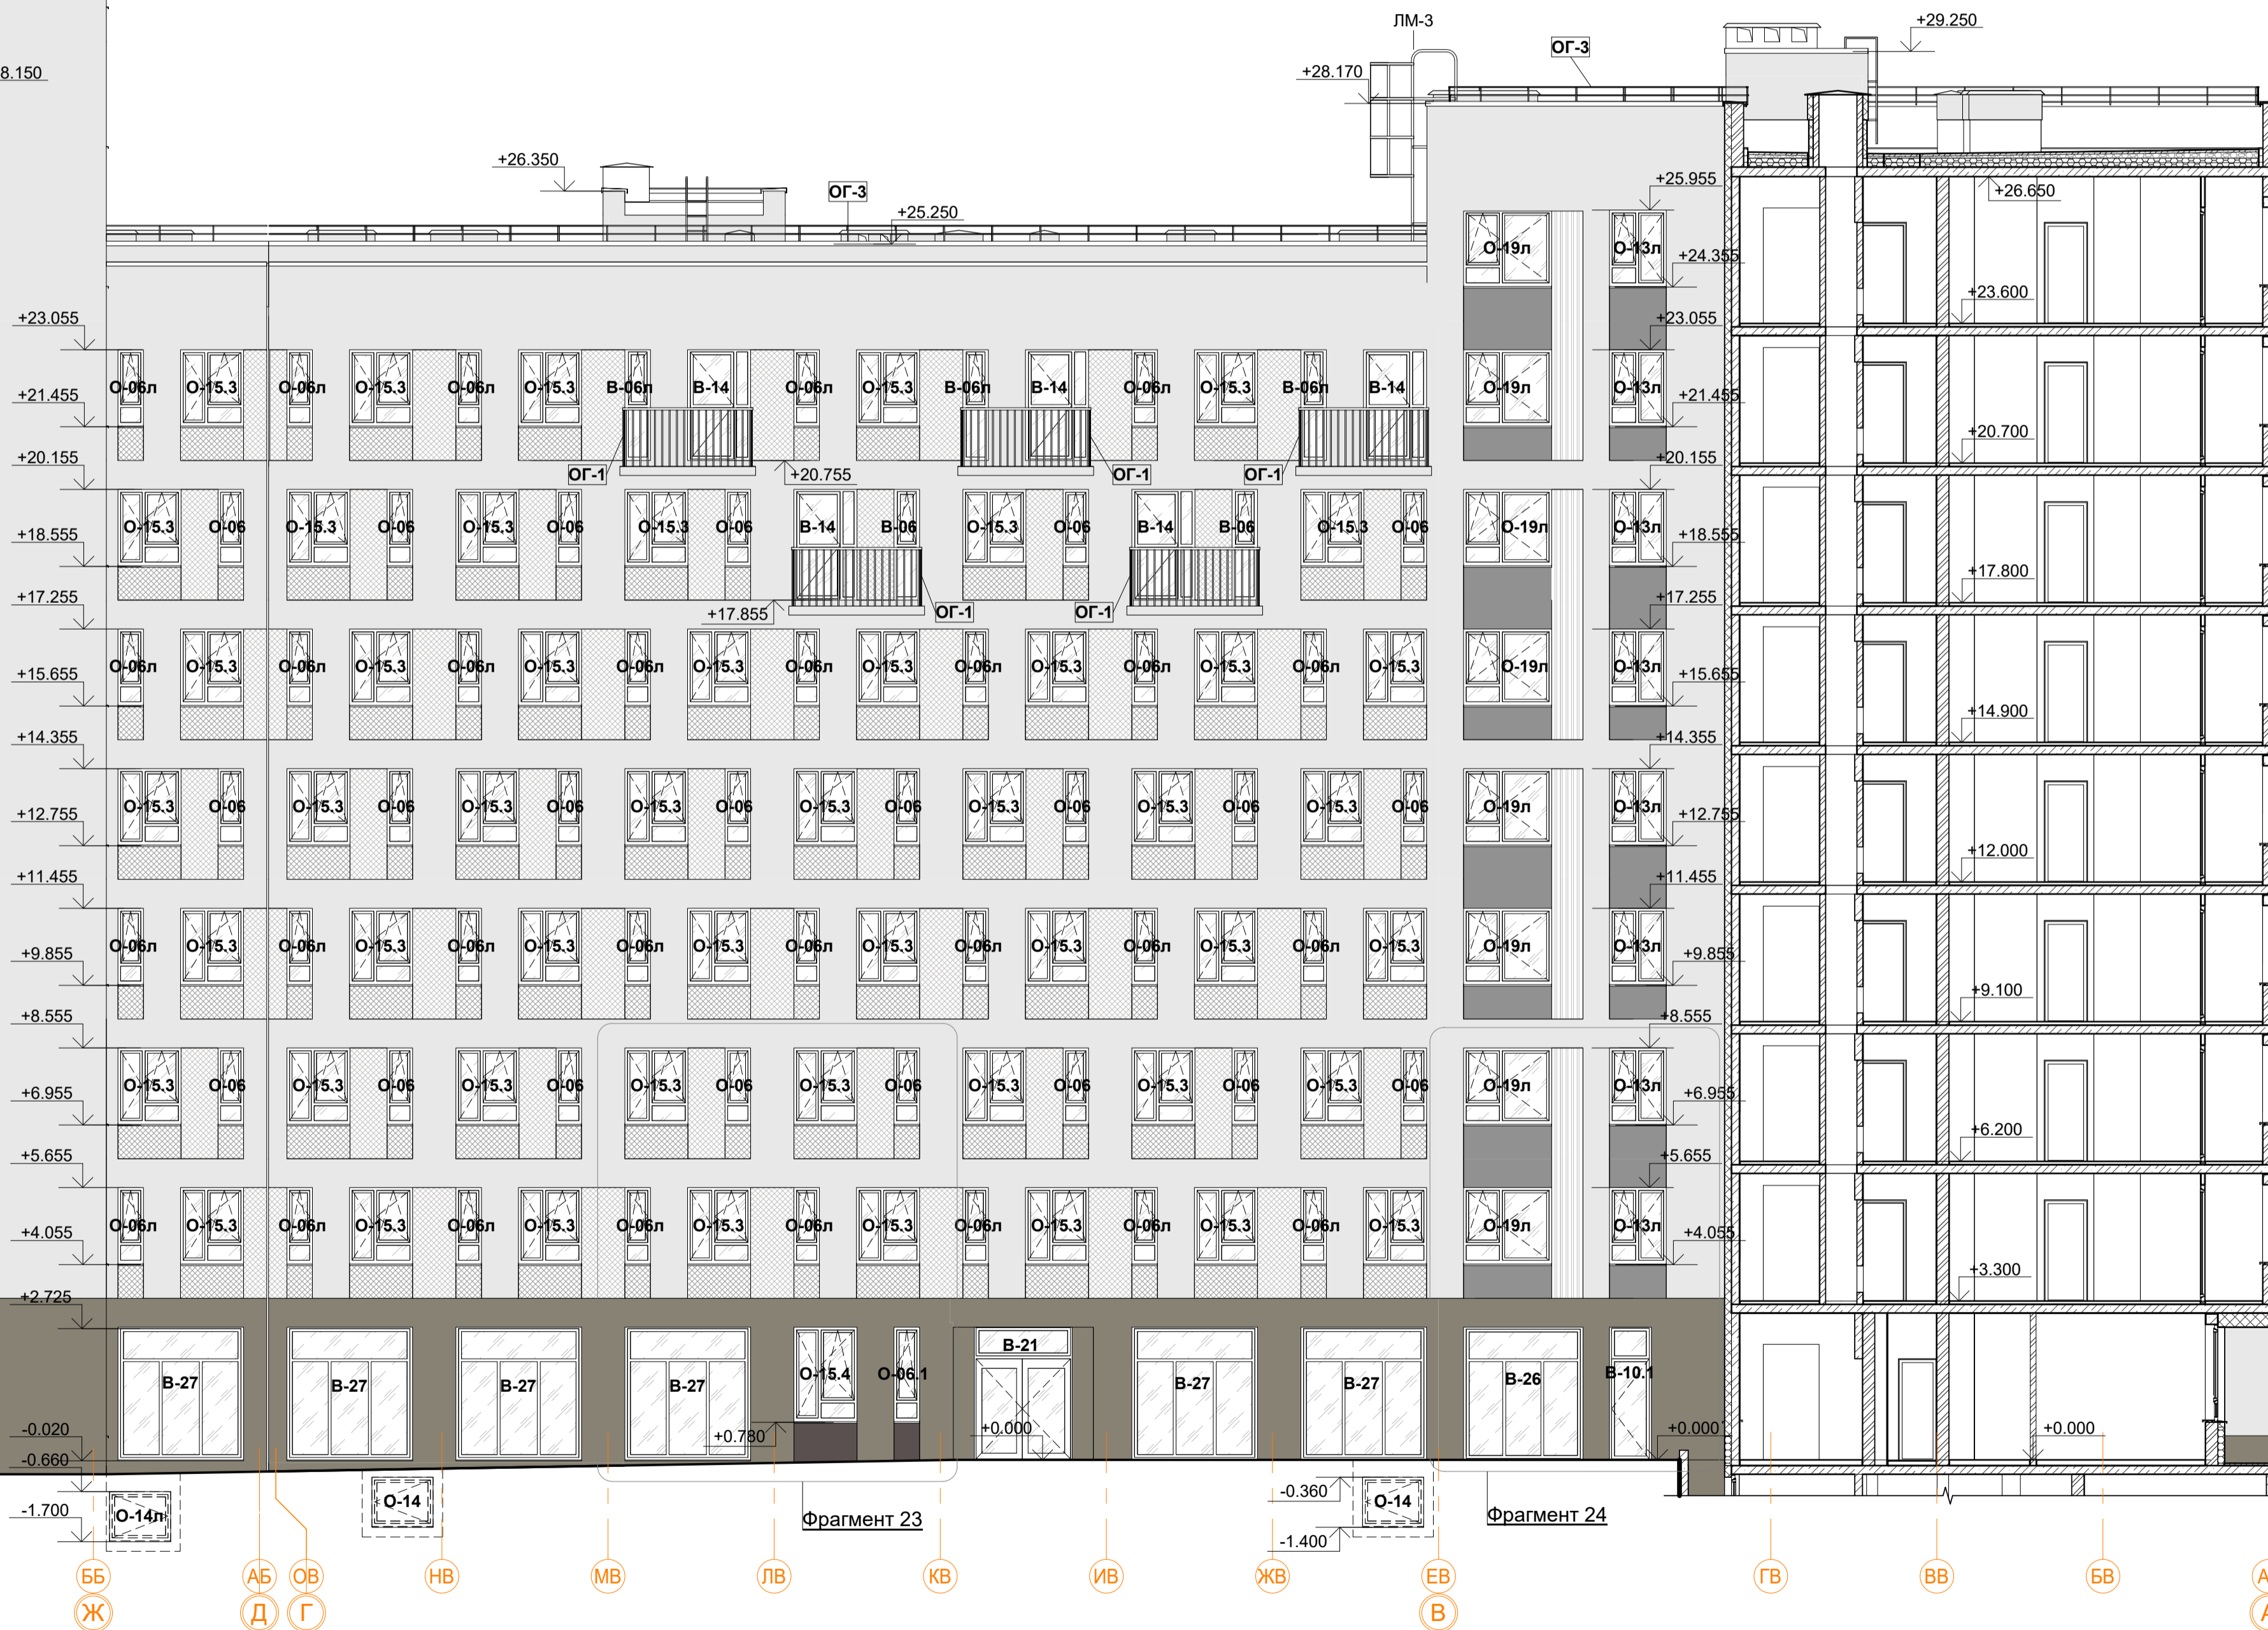 ЛМ-3
+29.250
ОГ-3
8.150
+28.170
+26.350
ОГ-3
+25.955
+26.650
+25.250
О-19л О-13л
+24.355
+23.600
+23.055
+23.055
О-06л О-15.3 О-06л О-15.3 О-06л О-15.3 В-06л В-14 О-06л О-15.3 В-06л В-14 О-06л О-15.3 В-06л В-14 О-19л О-13л
+21.455
+21.455
+20.700
+20.155
+20.155
ОГ-1 +20.755 ОГ-1 ОГ-1
О-15.3 О-06 О-15.3 О-06 О-15.3 О-06 О-15.3 О-06 В-14 В-06 О-15.3 О-06 В-14 В-06 О-15.3 О-06 О-19л О-13л
+18.555
+18.555
+17.800
+17.255
+17.255
+17.855 ОГ-1 ОГ-1
О-06л О-15.3 О-06л О-15.3 О-06л О-15.3 О-06л О-15.3 О-06л О-15.3 О-06л О-15.3 О-06л О-15.3 О-06л О-15.3 О-19л О-13л
+15.655
+15.655
+14.900
+14.355
+14.355
О-15.3 О-06 О-15.3 О-06 О-15.3 О-06 О-15.3 О-06 О-15.3 О-06 О-15.3 О-06 О-15.3 О-06 О-15.3 О-06 О-19л О-13л
+12.755
+12.755
+12.000
+11.455
+11.455
О-06л О-15.3 О-06л О-15.3 О-06л О-15.3 О-06л О-15.3 О-06л О-15.3 О-06л О-15.3 О-06л О-15.3 О-06л О-15.3 О-19л О-13л
+9.855
+9.855
+9.100
+8.555
+8.555
О-15.3 О-06 О-15.3 О-06 О-15.3 О-06 О-15.3 О-06 О-15.3 О-06 О-15.3 О-06 О-15.3 О-06 О-15.3 О-06 О-19л О-13л
+6.955
+6.955
+6.200
+5.655
+5.655
О-06л О-15.3 О-06л О-15.3 О-06л О-15.3 О-06л О-15.3 О-06л О-15.3 О-06л О-15.3 О-06л О-15.3 О-06л О-15.3 О-19л О-13л
+4.055
+4.055
+3.300
+2.725
В-21
В-27 В-27 В-27 В-27 О-15.4 О-06.1 В-27 В-27 В-26 В-10.1
-0.020
+0.780
+0.000
+0.000
+0.000
-0.660
-0.360
О-14 О-14
-1.700 О-14л
Фрагмент 23 Фрагмент 24
-1.400
ББ АБ ОВ НВ МВ ЛВ КВ ИВ ЖВ ЕВ ГВ ВВ БВ
Ж Д Г В